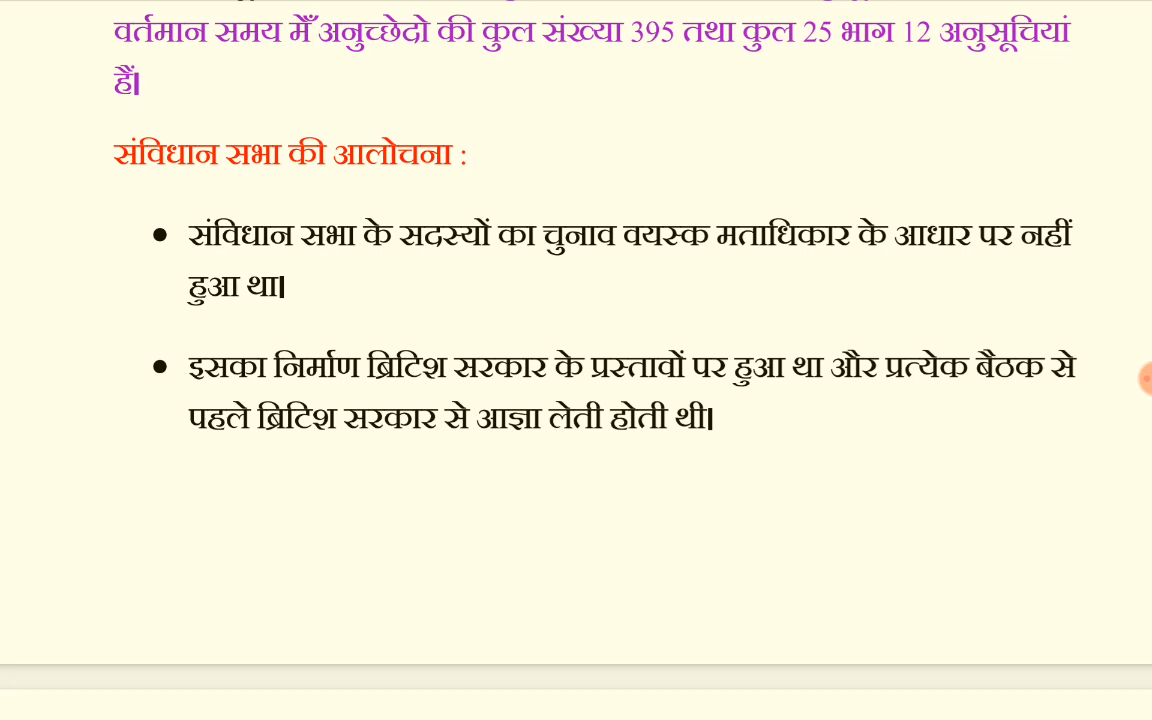 वर्तमान समय मेँ अनुच्छेदो की कुल संख्या 395 तथा कुल 25 भाग 12 अनुसूचियां
हैं।
संविधान सभा की आलोचना :
• संविधान सभा के सदस्यों का चुनाव वयस्क मताधिकार के आधार पर नहीं
हुआ था।
• इसका निर्माण ब्रिटिश सरकार के प्रस्तावों पर हुआ था और प्रत्येक बैठक से
पहले ब्रिटिश सरकार से आज्ञा लेती होती थी।